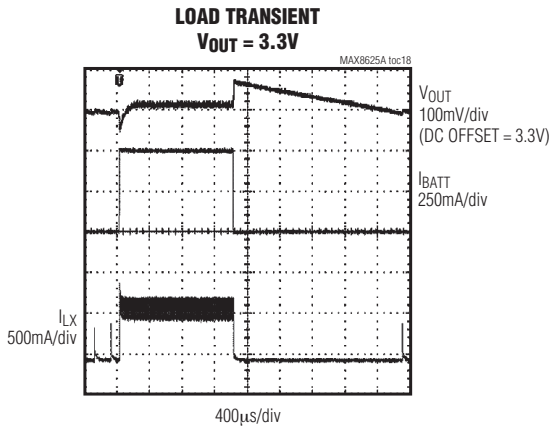 LOAD TRANSIENT
VOUT = 3.3V
MAX8625A toc18
VOUT
100mV/div
(DC OFFSET = 3.3V)
IBATT
250mA/div
ILX
500mA/div
400μs/div